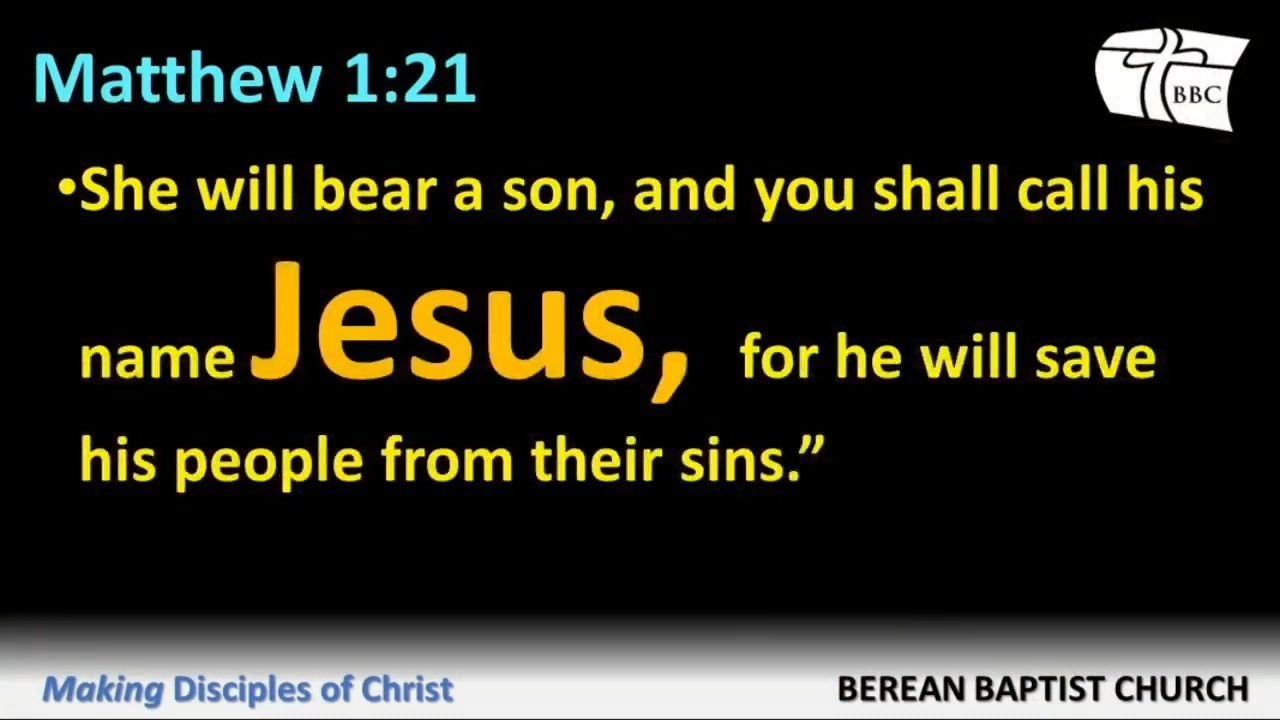 Matthew 1:21
BBC
•She will bear a son, and you shall call his
name Jesus, for he will save
his people from their sins.”
Making Disciples of Christ
BEREAN BAPTIST CHURCH